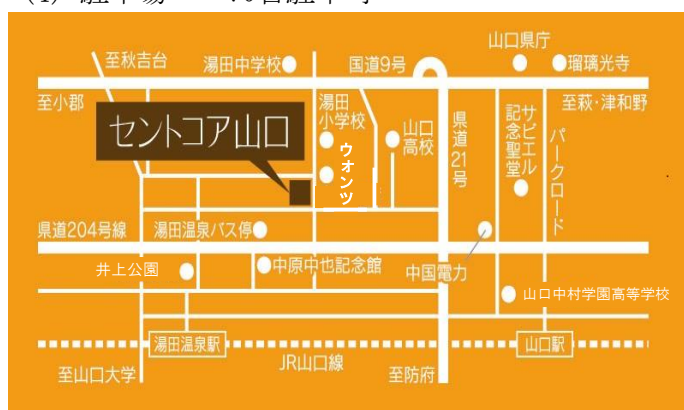 至秋吉台
湯田中学校
国道9号
山口県庁
瑠璃光寺
至小郡
至萩・津和野
セントコア山口
湯田
小学校
ウオンツ
山口
高校
県道21号
サビエル
記念聖堂
パークロード
県道204号線
湯田温泉バス停
井上公園
中原中也記念館
中国電力
山口中村学園高等学校
湯田温泉駅
山口駅
JR山口線
至山口大学
至防府